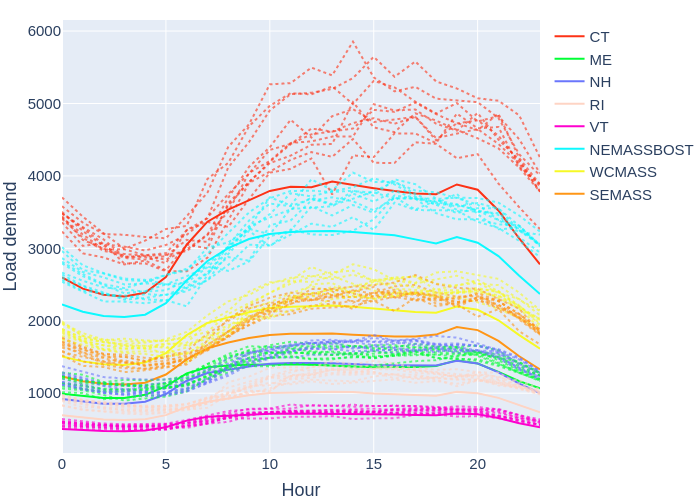 6000
5000
4000
3000
2000
1000
0
5
10
15
20
Hour
Load demand
CT
ME
NH
RI
VT
NEMASSBOST
WCMASS
SEMASS